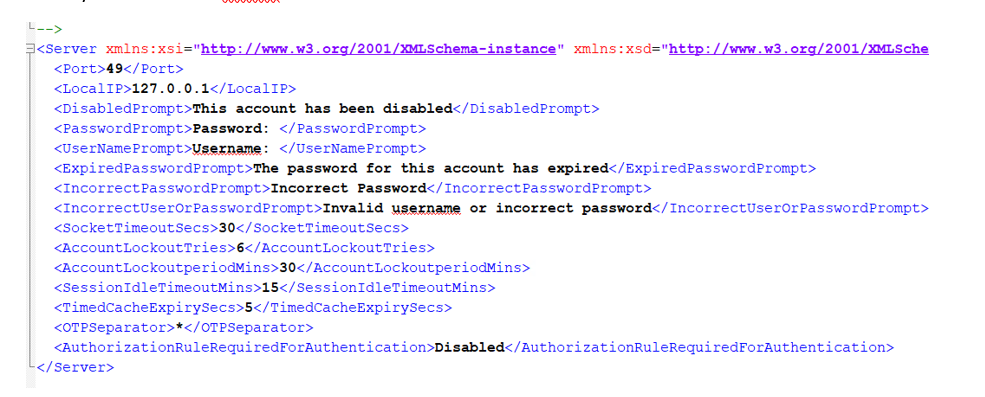 -->
<Server xmlns:xsi="http://www.w3.org/2001/XMLSchema-instance" xmlns:xsd="http://www.w3.org/2001/XMLSche
<Port>49</Port>
<LocalIP>127.0.0.1</LocalIP>
<DisabledPrompt>This account has been disabled</DisabledPrompt>
<PasswordPrompt>Password: </PasswordPrompt>
<UserNamePrompt>Username: </UserNamePrompt>
<ExpiredPasswordPrompt>The password for this account has expired</ExpiredPasswordPrompt>
<IncorrectPasswordPrompt>Incorrect Password</IncorrectPasswordPrompt>
<IncorrectUserOrPasswordPrompt>Invalid username or incorrect password</IncorrectUserOrPasswordPrompt>
<SocketTimeoutSecs>30</SocketTimeoutSecs>
<AccountLockoutTries>6</AccountLockoutTries>
<AccountLockoutperiodMins>30</AccountLockoutperiodMins>
<SessionIdleTimeoutMins>15</SessionIdleTimeoutMins>
<TimedCacheExpirySecs>5</TimedCacheExpirySecs>
<OTPSeparator>*</OTPSeparator>
<AuthorizationRuleRequiredForAuthentication>Disabled</AuthorizationRuleRequiredForAuthentication>
</Server>